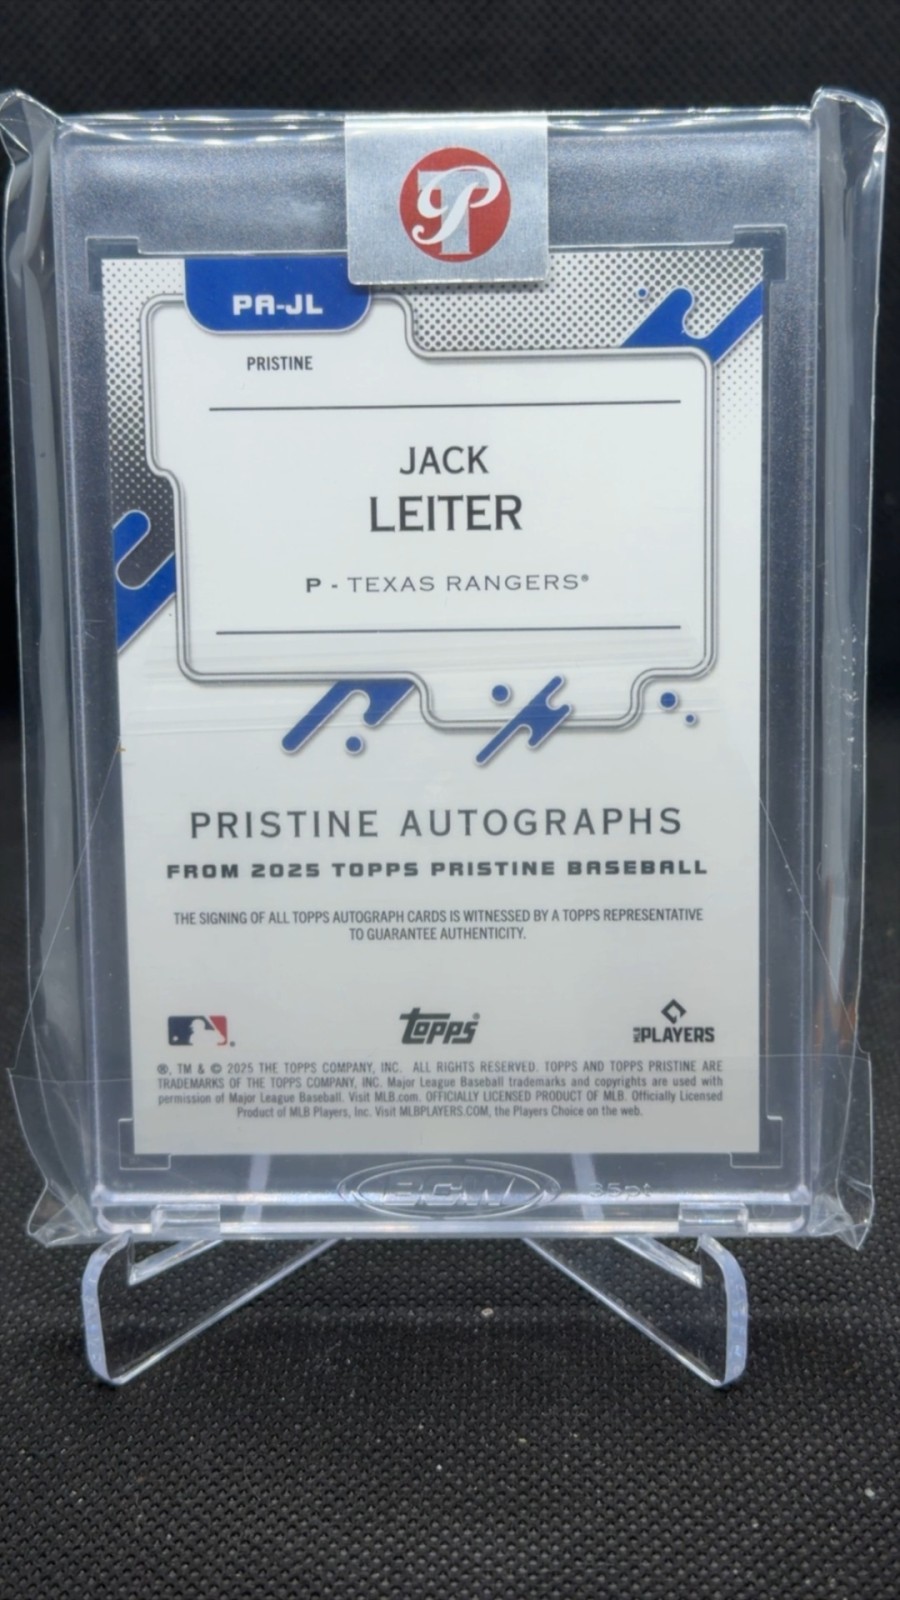 PA-JL
PRISTINE
JACK
LEITER
P - TEXAS RANGERS®
PRISTINE AUTOGRAPHS
FROM 2025 TOPPS PRISTINE BASEBALL
THE SIGNING OF ALL TOPPS AUTOGRAPH CARDS IS WITNESSED BY A TOPPS REPRESENTATIVE
TO GUARANTEE AUTHENTICITY.
topps®
MLB PLAYERS
®, TM & © 2025 THE TOPPS COMPANY, INC. ALL RIGHTS RESERVED. TOPPS AND TOPPS PRISTINE ARE
TRADEMARKS OF THE TOPPS COMPANY, INC. Major League Baseball trademarks and copyrights are used with
permission of Major League Baseball. Visit MLB.com. OFFICIALLY LICENSED PRODUCT OF MLB. Officially Licensed
Product of MLB Players, Inc. Visit MLBPLAYERS.COM, the Players Choice on the web.
BCW
35pt